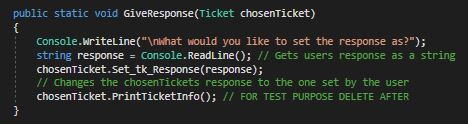 public static void GiveResponse(Ticket chosenTicket)
{
Console.WriteLine("\nWhat would you like to set the response as?");
string response = Console.ReadLine(); // Gets users response as a string
chosenTicket.Set_tk_Response(response);
// Changes the chosenTickets response to the one set by the user
chosenTicket.PrintTicketInfo(); // FOR TEST PURPOSE DELETE AFTER
}